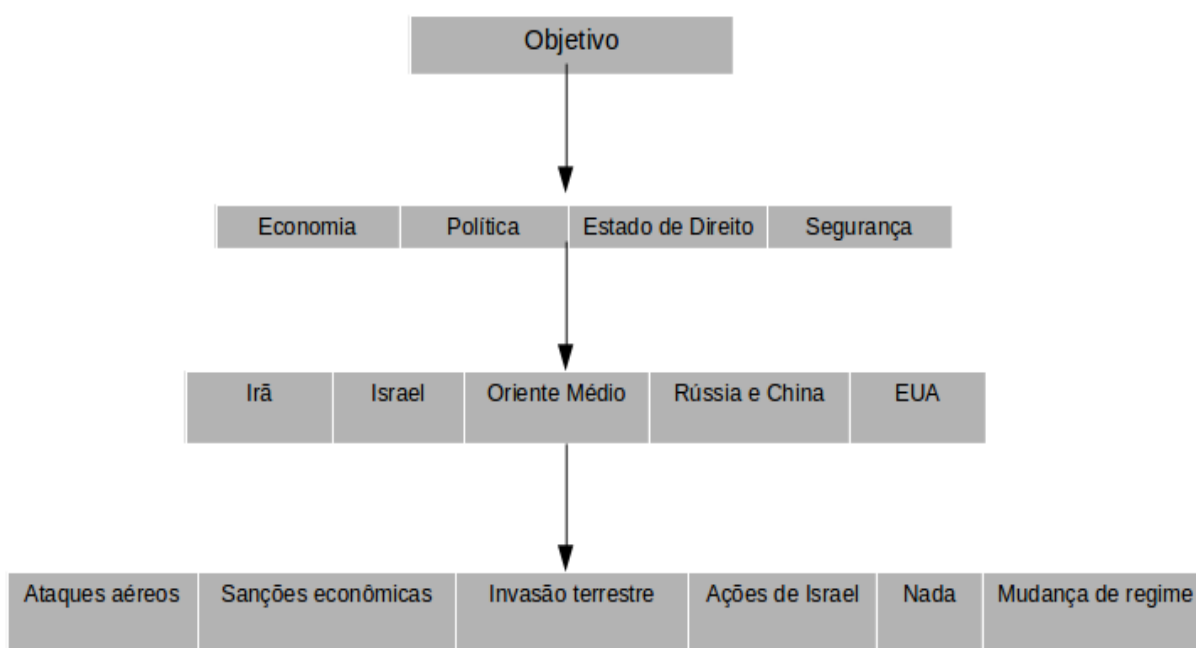 Objetivo
Economia Política Estado de Direito Segurança
Irã Israel Oriente Médio Rússia e China EUA
Ataques aéreos Sanções econômicas Invasão terrestre Ações de Israel Nada Mudança de regime